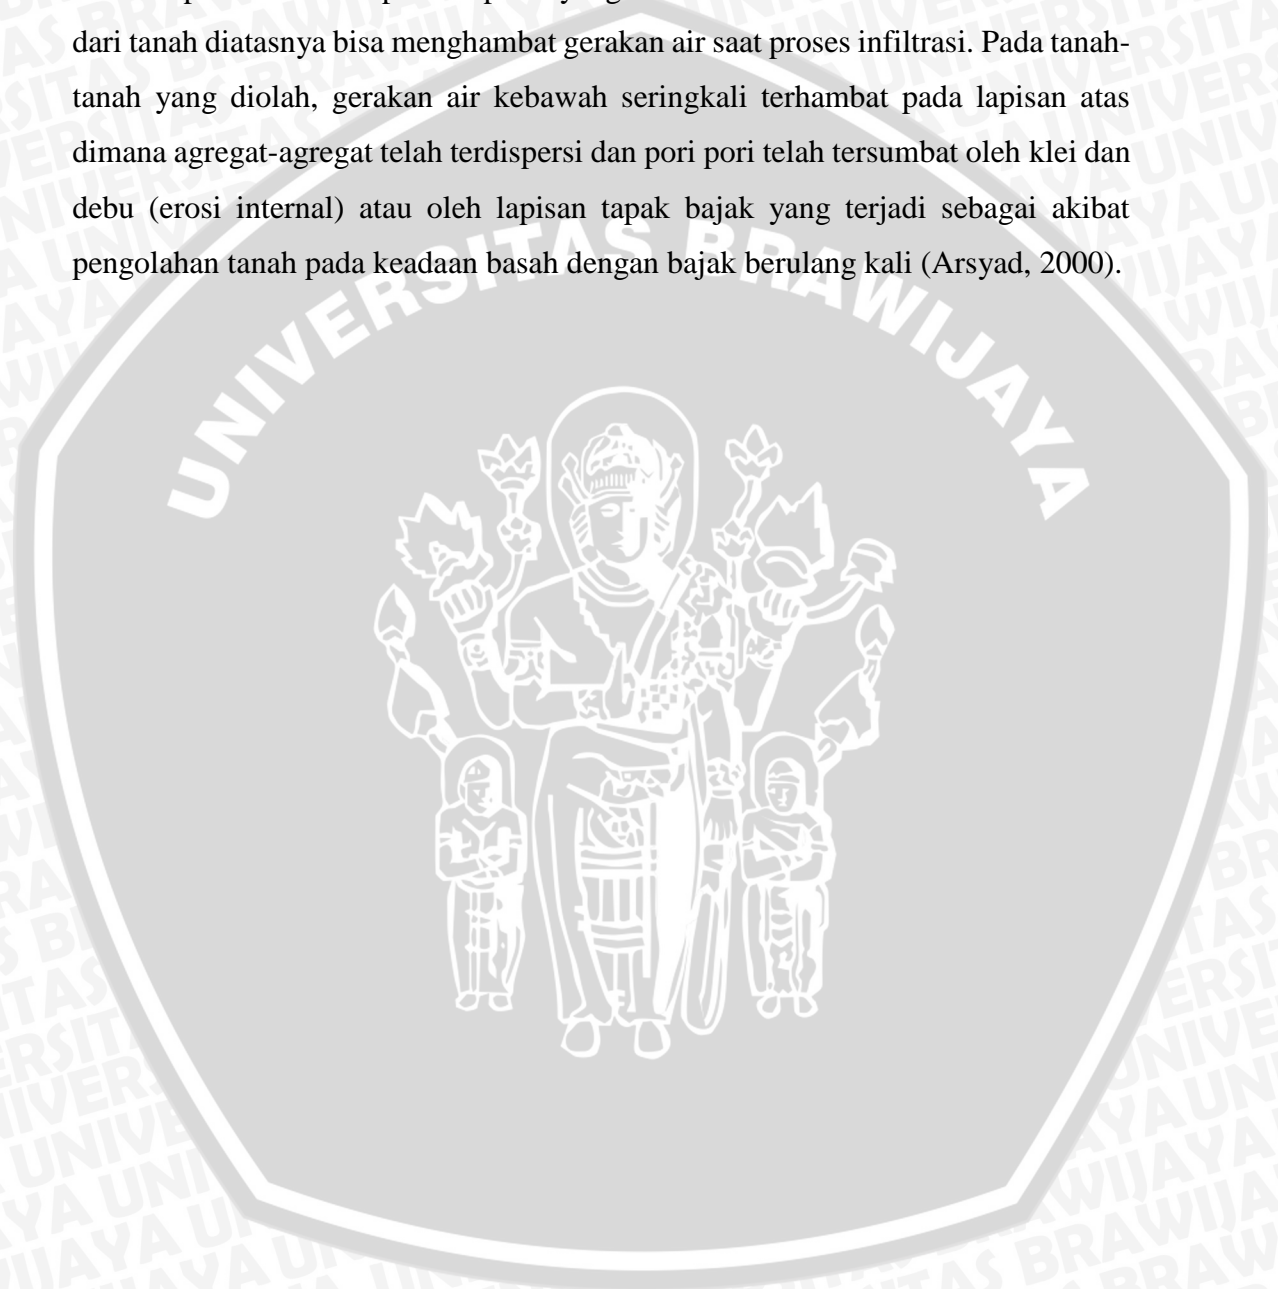 dari tanah diatasnya bisa menghambat gerakan air saat proses infiltrasi. Pada tanah-
tanah yang diolah, gerakan air kebawah seringkali terhambat pada lapisan atas
dimana agregat-agregat telah terdispersi dan pori pori telah tersumbat oleh klei dan
debu (erosi internal) atau oleh lapisan tapak bajak yang terjadi sebagai akibat
pengolahan tanah pada keadaan basah dengan bajak berulang kali (Arsyad, 2000).
UNIVERSITAS BRAWIJAYA